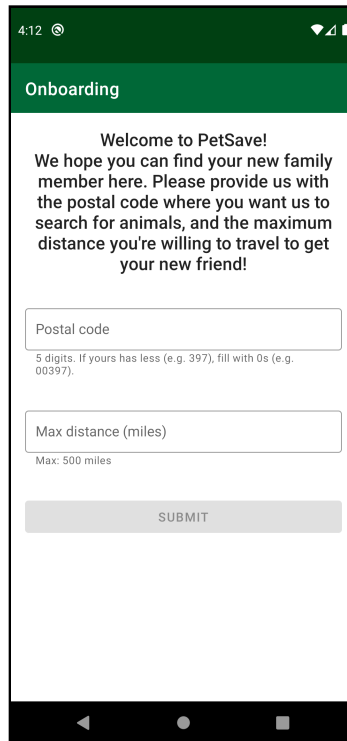 4:12
Onboarding
Welcome to PetSave!
We hope you can find your new family
member here. Please provide us with
the postal code where you want us to
search for animals, and the maximum
distance you're willing to travel to get
your new friend!
Postal code
5 digits. If yours has less (e.g. 397), fill with 0s (e.g.
00397).
Max distance (miles)
Max: 500 miles
SUBMIT